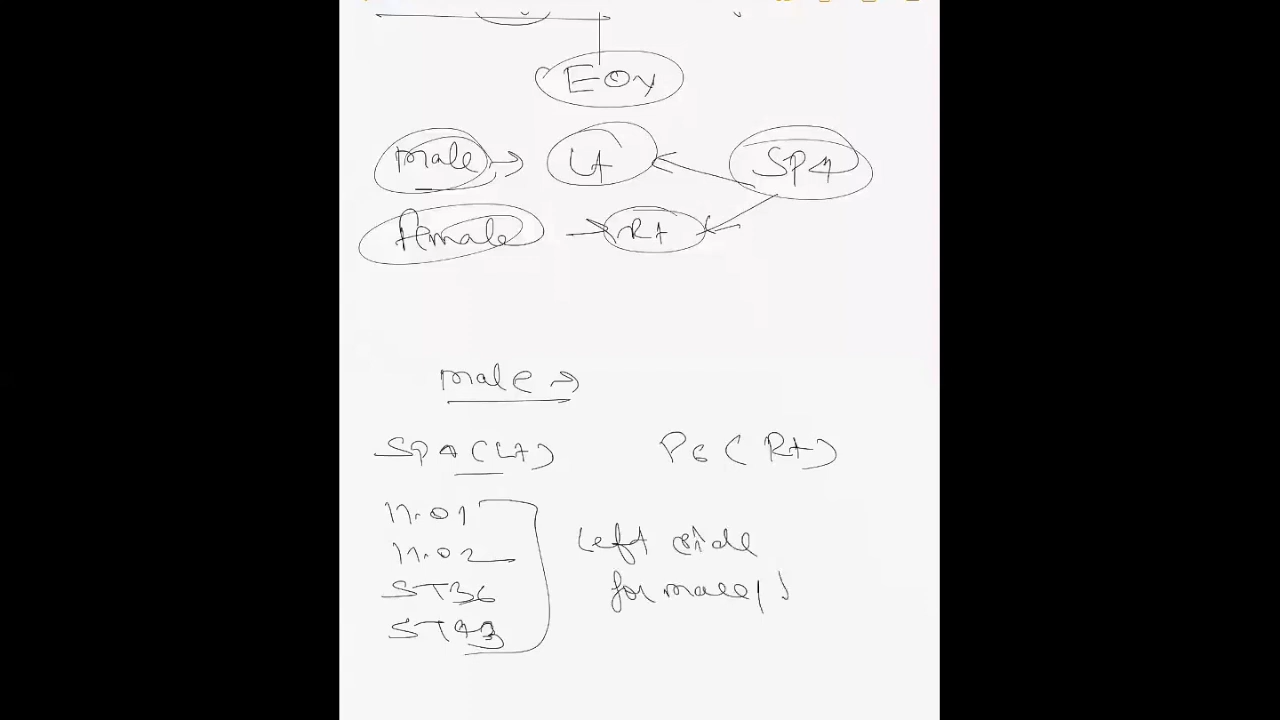 EOY
male → LA SP4
female → RA
male →
SP4 (LA) P6 (RA)
11.01
11.02 left side
ST36 for male/
ST43